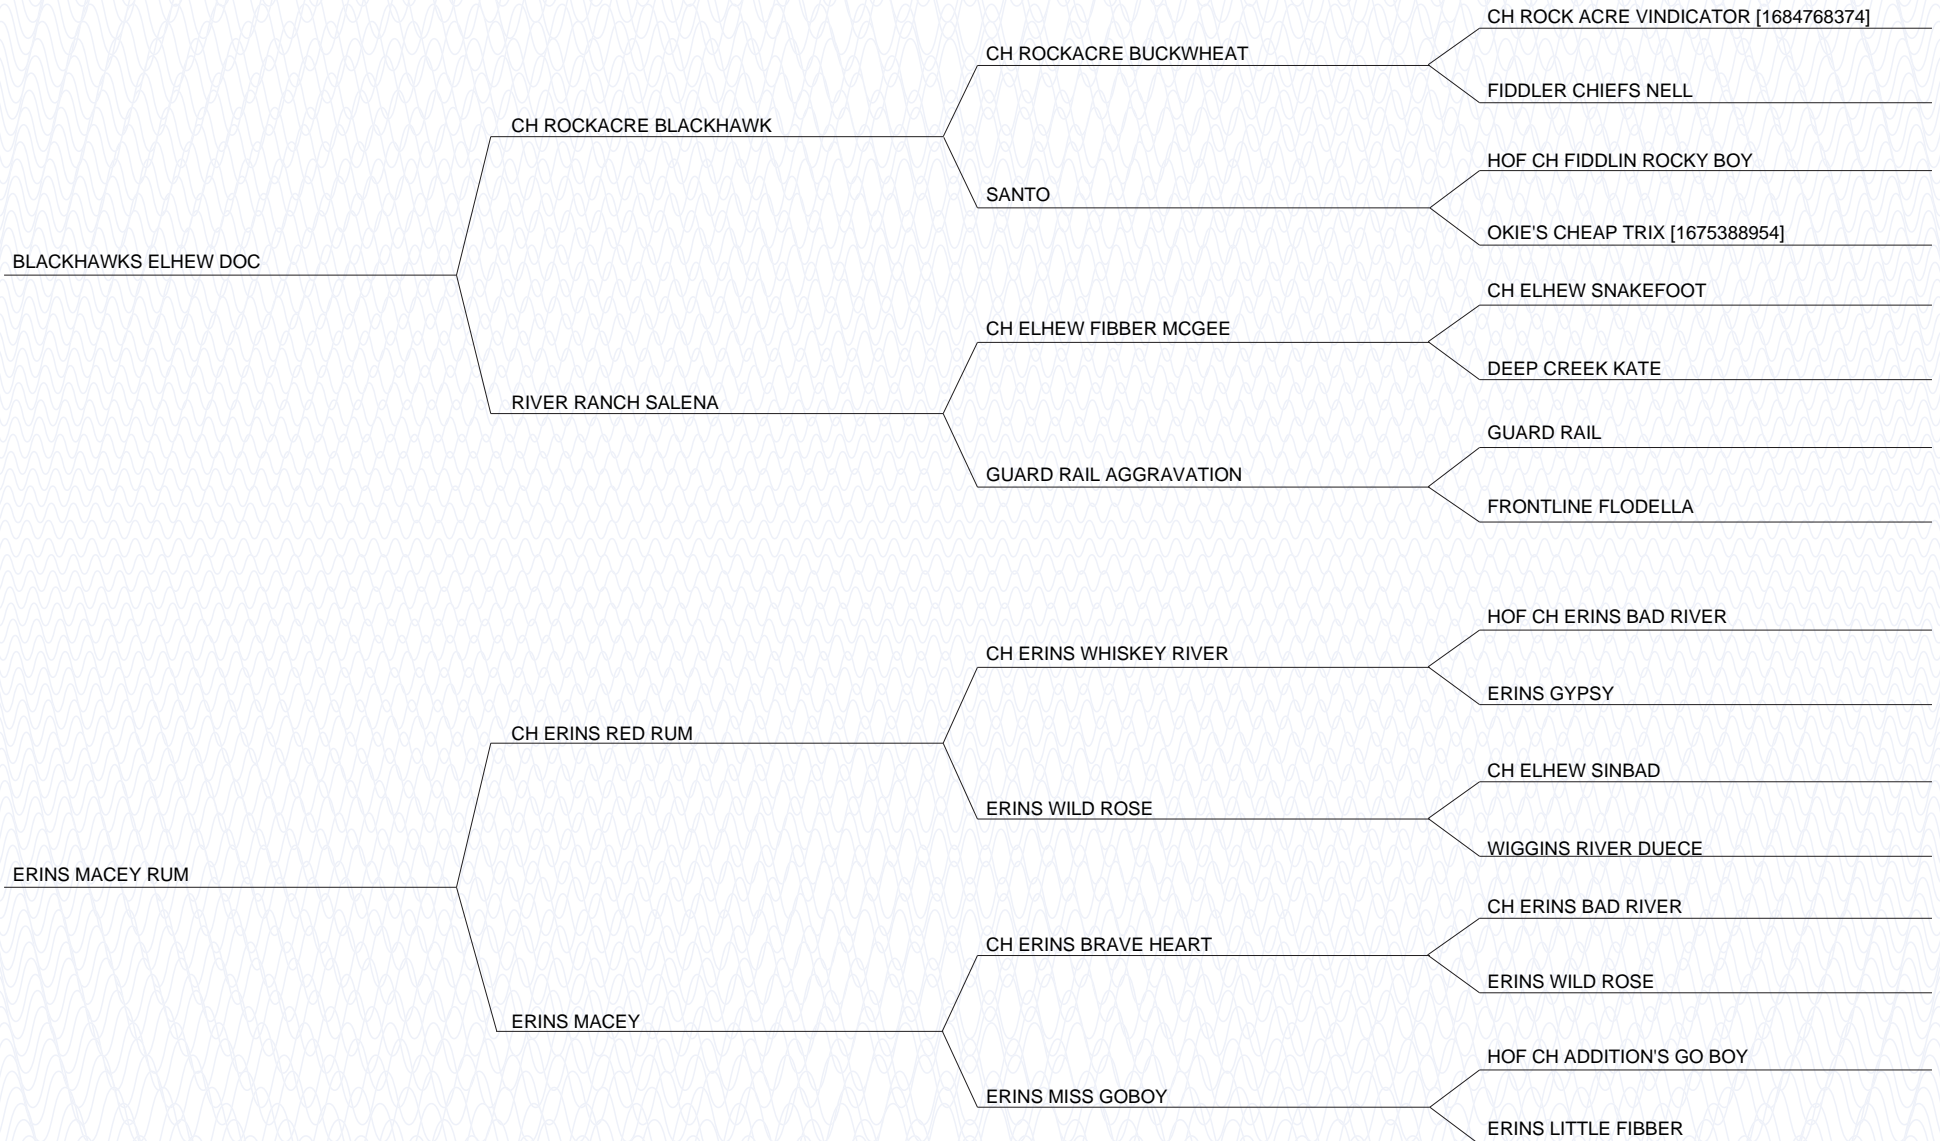 CH ROCK ACRE VINDICATOR [1684768374]
CH ROCKACRE BUCKWHEAT
FIDDLER CHIEFS NELL
CH ROCKACRE BLACKHAWK
HOF CH FIDDLIN ROCKY BOY
SANTO
OKIE'S CHEAP TRIX [1675388954]
BLACKHAWKS ELHEW DOC
CH ELHEW SNAKEFOOT
CH ELHEW FIBBER MCGEE
DEEP CREEK KATE
RIVER RANCH SALENA
GUARD RAIL
GUARD RAIL AGGRAVATION
FRONTLINE FLODELLA
HOF CH ERINS BAD RIVER
CH ERINS WHISKEY RIVER
ERINS GYPSY
CH ERINS RED RUM
CH ELHEW SINBAD
ERINS WILD ROSE
WIGGINS RIVER DUECE
ERINS MACEY RUM
CH ERINS BAD RIVER
CH ERINS BRAVE HEART
ERINS WILD ROSE
ERINS MACEY
HOF CH ADDITION'S GO BOY
ERINS MISS GOBOY
ERINS LITTLE FIBBER